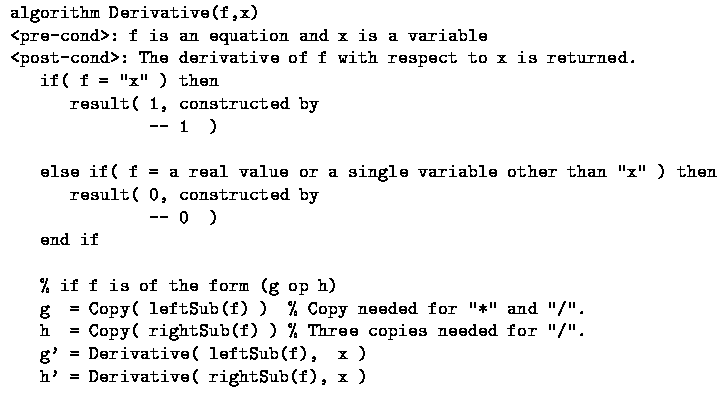 algorithm Derivative(f,x)
<pre-cond>: f is an equation and x is a variable
<post-cond>: The derivative of f with respect to x is returned.
if( f = "x" ) then
result( 1, constructed by
-- 1 )
else if( f = a real value or a single variable other than "x" ) then
result( 0, constructed by
-- 0 )
end if
% if f is of the form (g op h)
g = Copy( leftSub(f) ) % Copy needed for "*" and "/".
h = Copy( rightSub(f) ) % Three copies needed for "/".
g' = Derivative( leftSub(f), x )
h' = Derivative( rightSub(f), x )